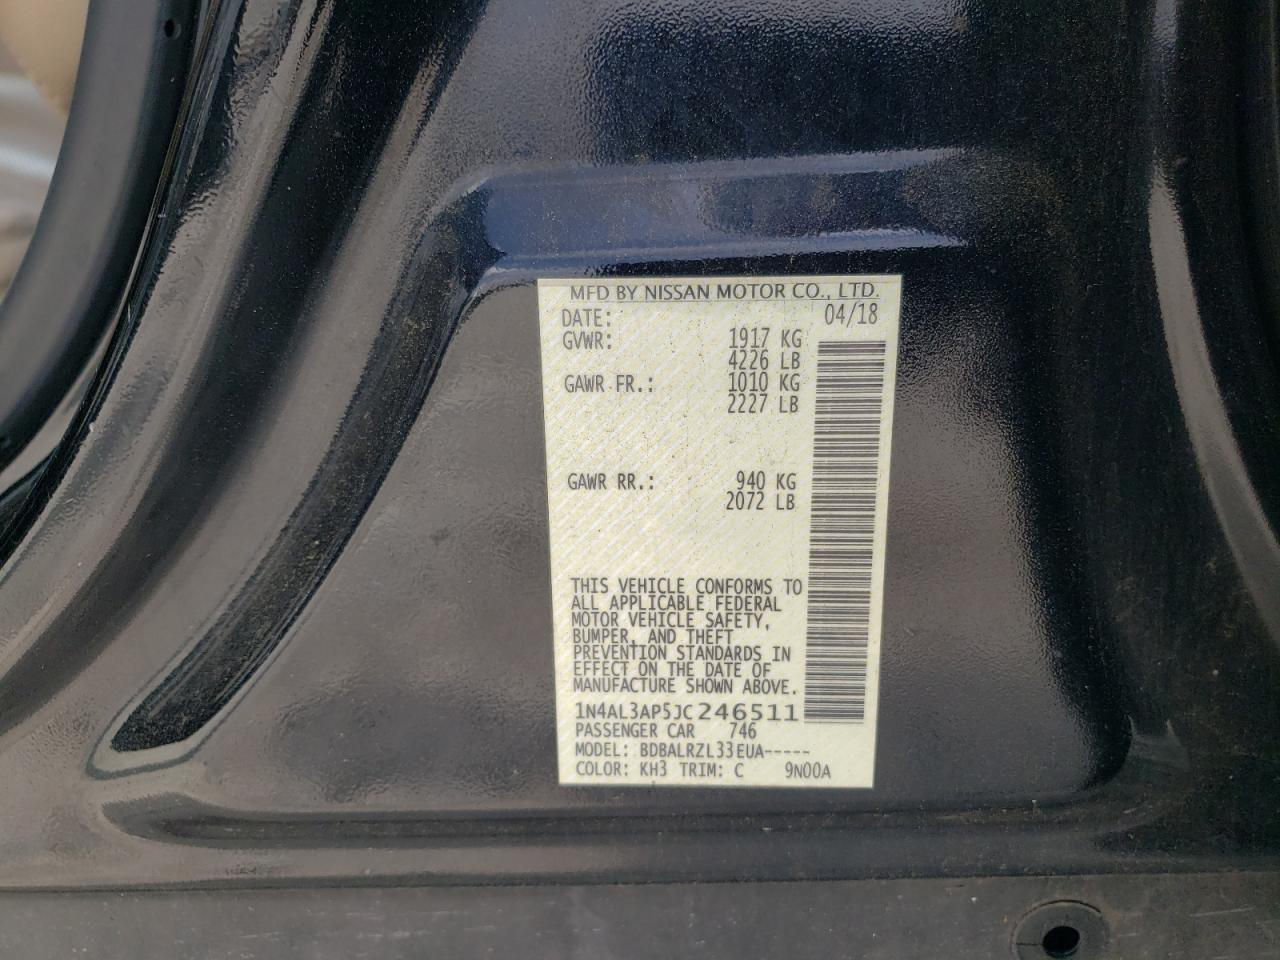 MFD BY NISSAN MOTOR CO., LTD.
DATE: 04/18
GVWR: 1917 KG
4226 LB
GAWR FR.: 1010 KG
2227 LB
GAWR RR.: 940 KG
2072 LB
THIS VEHICLE CONFORMS TO
ALL APPLICABLE FEDERAL
MOTOR VEHICLE SAFETY,
BUMPER, AND THEFT
PREVENTION STANDARDS IN
EFFECT ON THE DATE OF
MANUFACTURE SHOWN ABOVE.
1N4AL3AP5JC246511
PASSENGER CAR 746
MODEL: BDBALRZL33EUA-----
COLOR: KH3 TRIM: C 9N00A